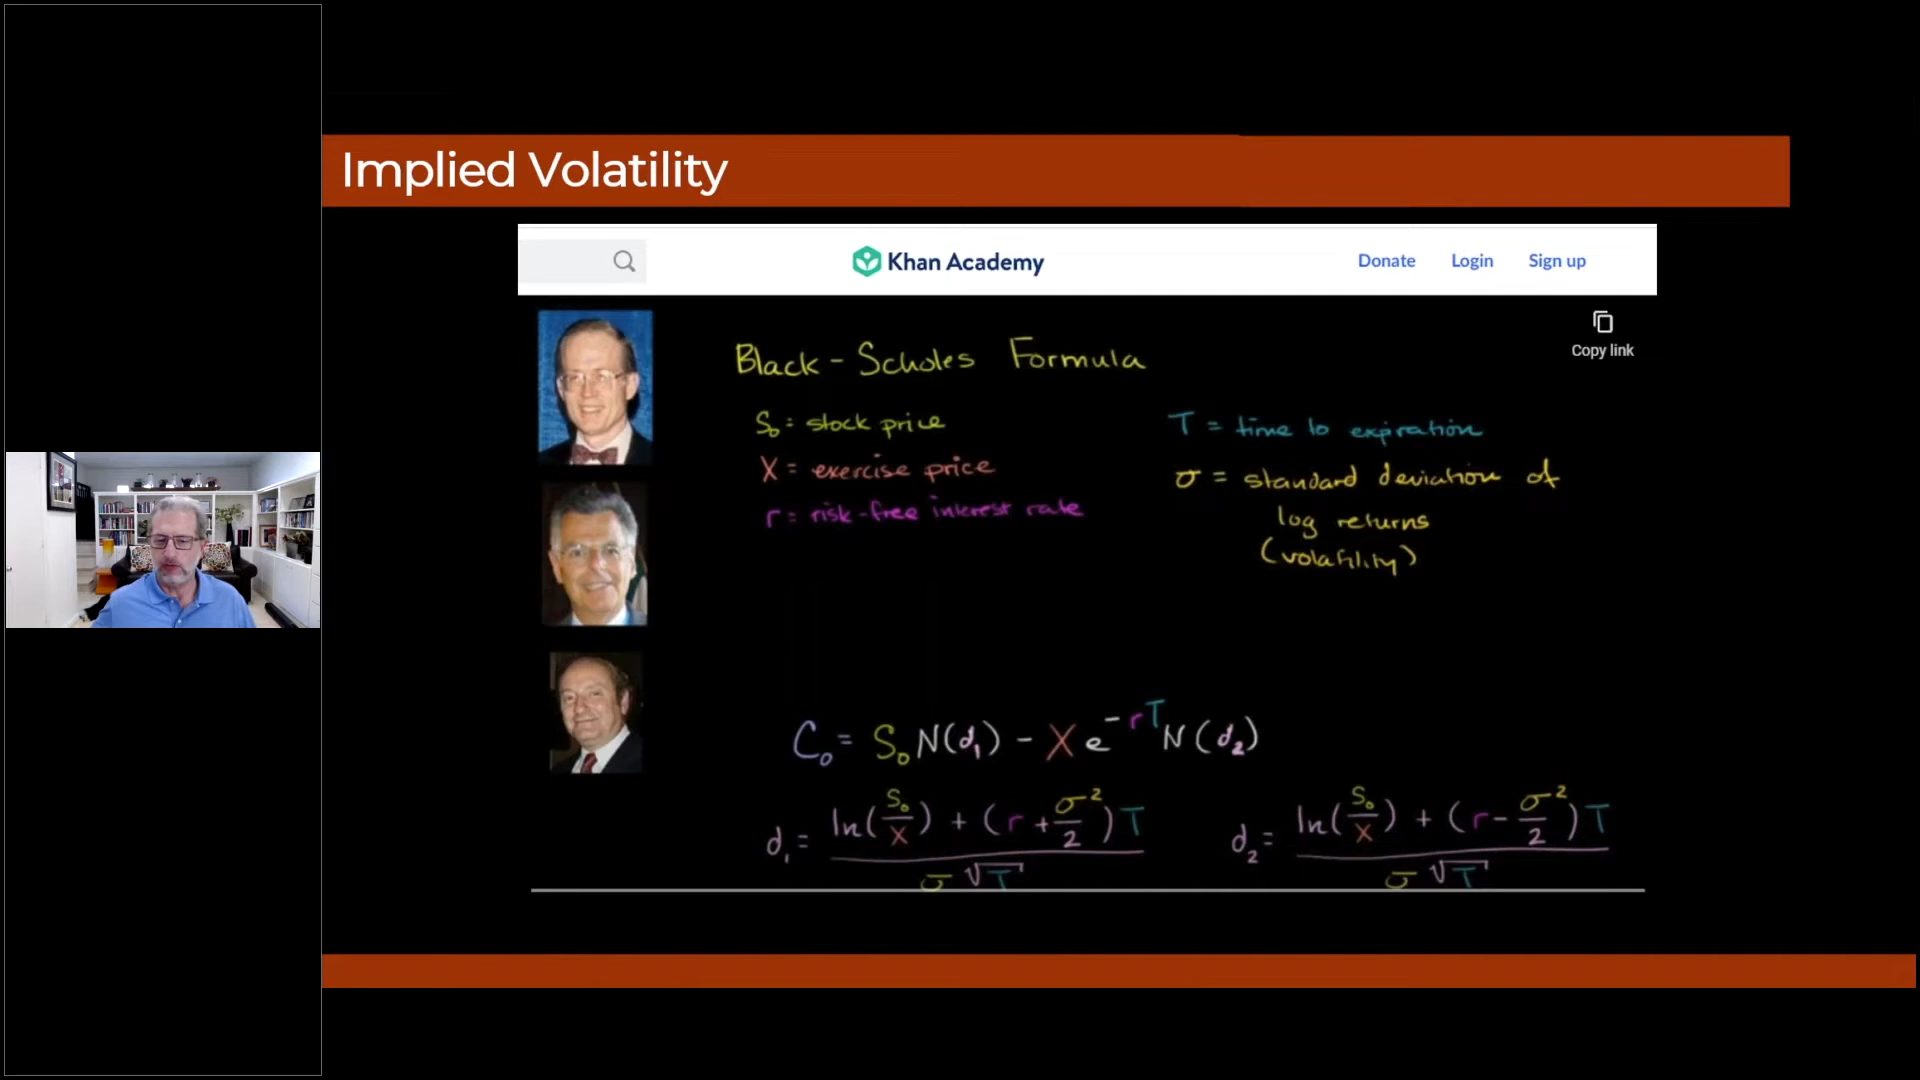 Implied Volatility
Khan Academy
Donate Login Sign up
Copy link
Black-Scholes Formula
S₀ = stock price
X = exercise price
r = risk-free interest rate
T = time to expiration
σ = standard deviation of
log returns
(volatility)
C₀ = S₀N(d₁) - Xe^(-rT)N(d₂)
d₁ = (ln(S₀/X) + (r + σ²/2)T) / (σ√T)
d₂ = (ln(S₀/X) + (r - σ²/2)T) / (σ√T)